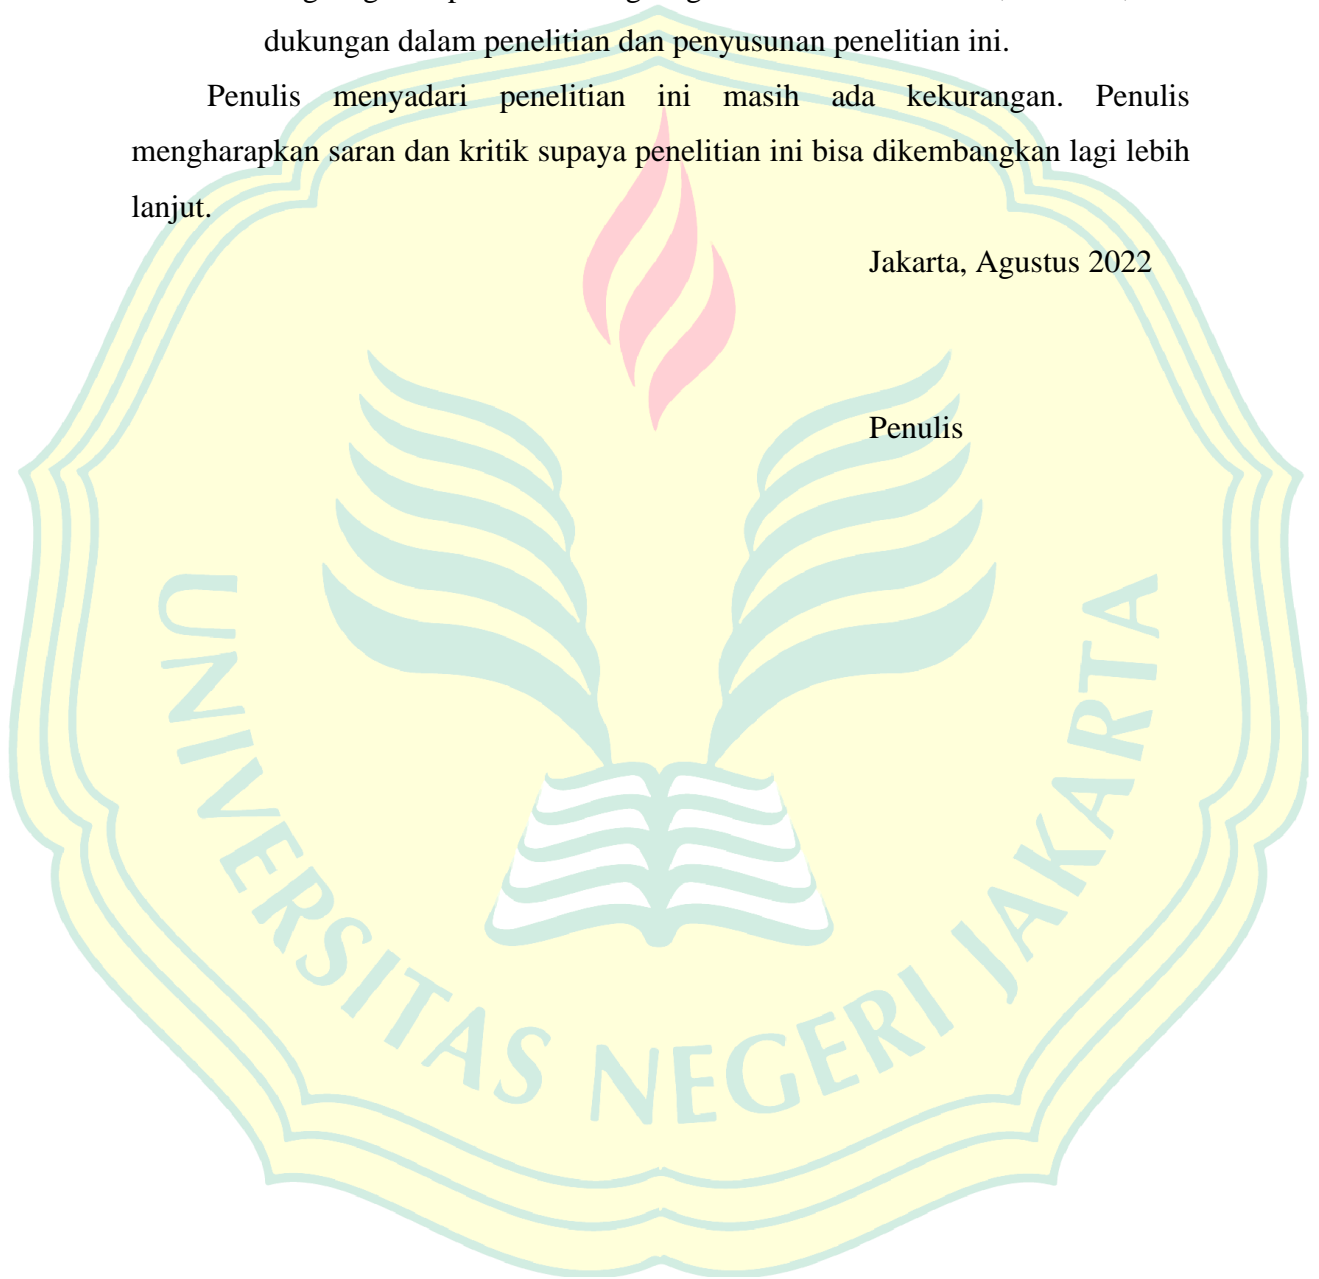 dukungan dalam penelitian dan penyusunan penelitian ini.
Penulis menyadari penelitian ini masih ada kekurangan. Penulis
mengharapkan saran dan kritik supaya penelitian ini bisa dikembangkan lagi lebih
lanjut.
Jakarta, Agustus 2022
Penulis
UNIVERSITAS NEGERI JAKARTA